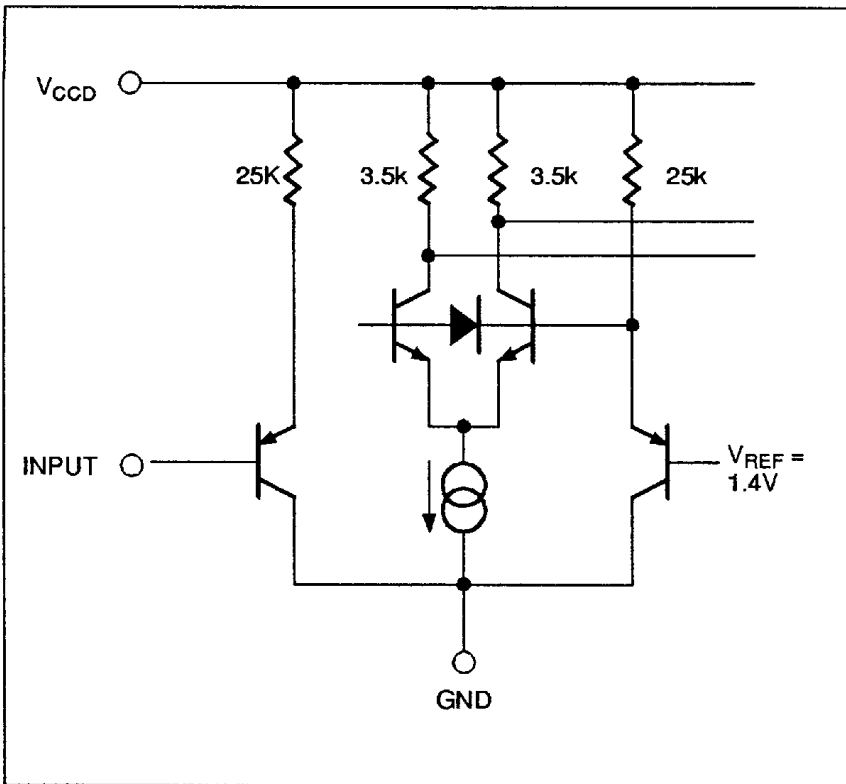 VCCD
25K
3.5k
3.5k
25k
INPUT
VREF =
1.4V
GND